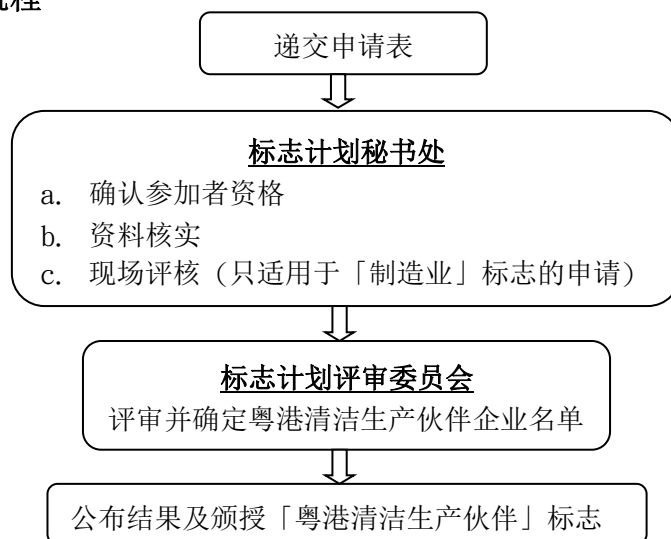 流程
递交申请表
标志计划秘书处
a. 确认参加者资格
b. 资料核实
c. 现场评核（只适用于「制造业」标志的申请）
标志计划评审委员会
评审并确定粤港清洁生产伙伴企业名单
公布结果及颁授「粤港清洁生产伙伴」标志